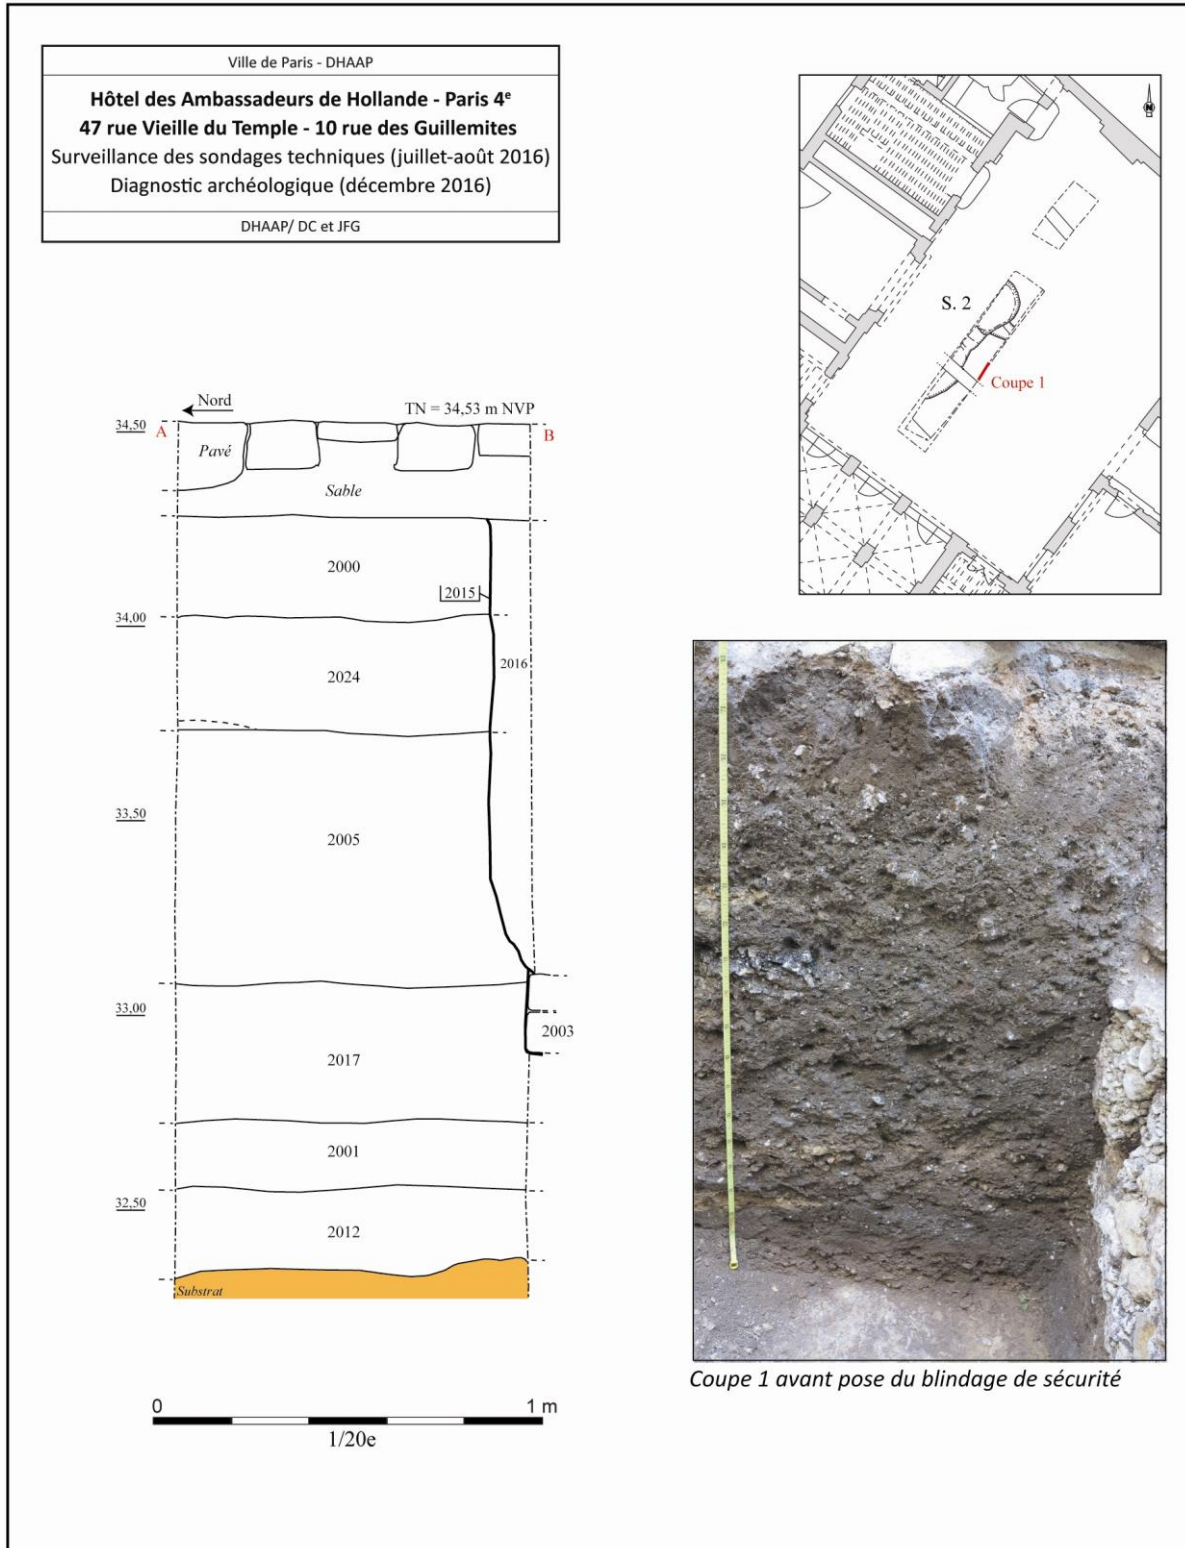 Ville de Paris - DHAAP
Hôtel des Ambassadeurs de Hollande - Paris 4e
47 rue Vieille du Temple - 10 rue des Guillemites
Surveillance des sondages techniques (juillet-août 2016)
Diagnostic archéologique (décembre 2016)
DHAAP/ DC et JFG
N
S. 2
Coupe 1
Nord
TN = 34,53 m NVP
34,50
A
B
Pavé
Sable
2000
2015
34,00
2016
2024
33,50
2005
33,00
2003
2017
2001
32,50
2012
Substrat
0
1 m
1/20e
Coupe 1 avant pose du blindage de sécurité